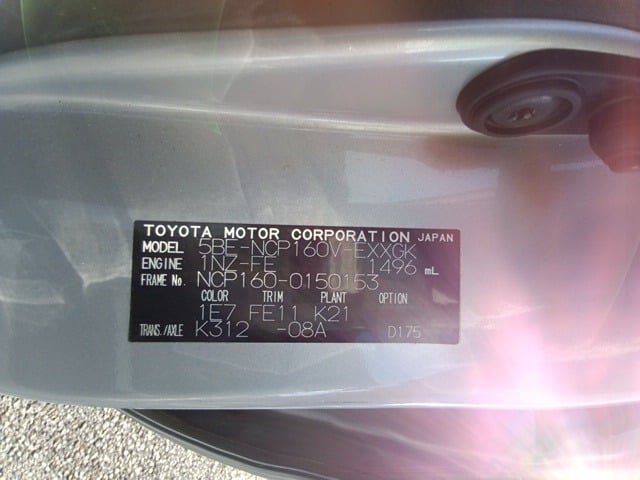 TOYOTA MOTOR CORPORATION JAPAN
MODEL 5BE-NCP160V-EXXGK
ENGINE 1NZ-FE 1496 mL
FRAME No. NCP160-0150153
COLOR TRIM PLANT OPTION
1E7 FE11 K21
TRANS./AXLE K312 -08A D175